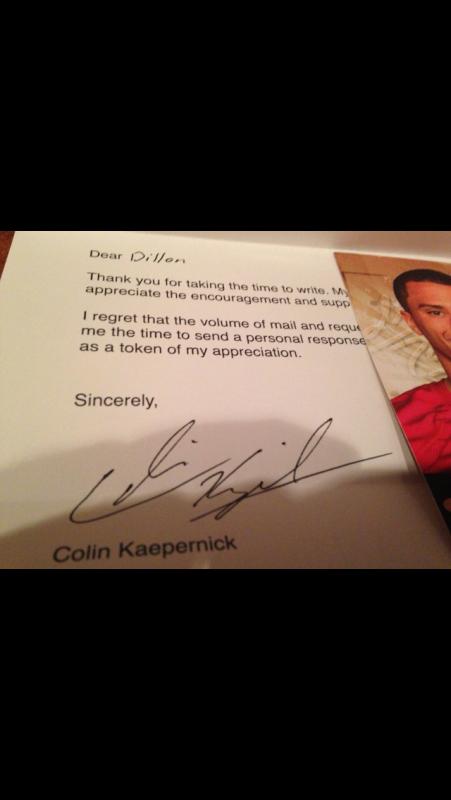 Dear Dillon
Thank you for taking the time to write. My
appreciate the encouragement and supp
I regret that the volume of mail and reque
me the time to send a personal response
as a token of my appreciation.
Sincerely,
Colin Kaepernick